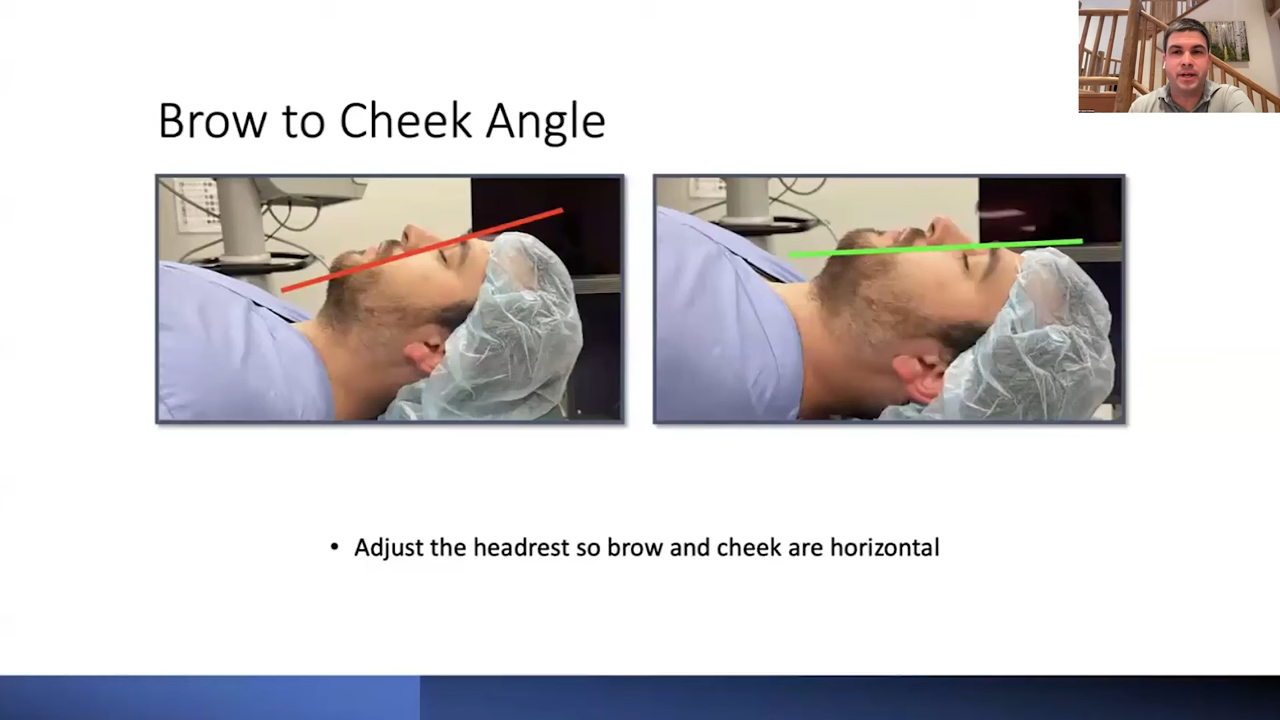 Brow to Cheek Angle
• Adjust the headrest so brow and cheek are horizontal